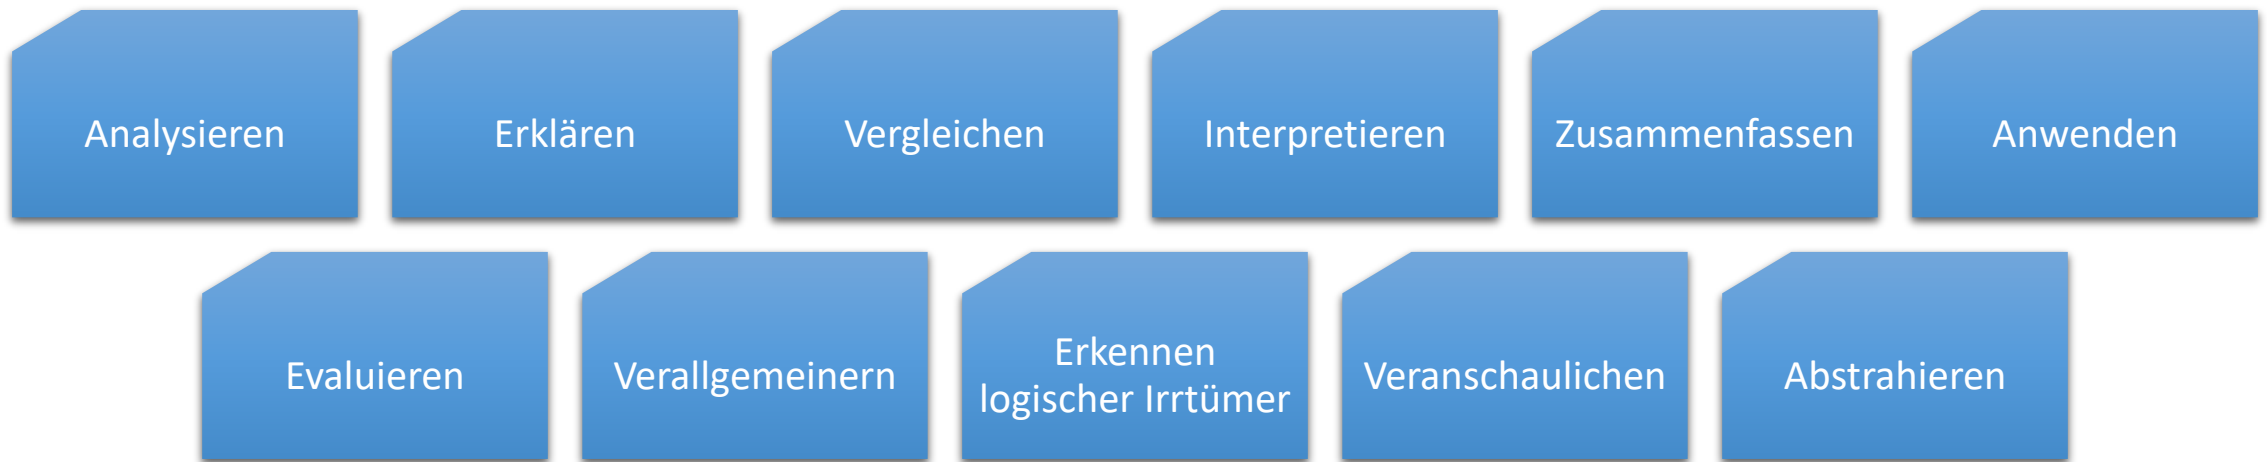 Analysieren
Erklären
Vergleichen
Interpretieren
Zusammenfassen
Anwenden
Evaluieren
Verallgemeinern
Erkennen
logischer Irrtümer
Veranschaulichen
Abstrahieren